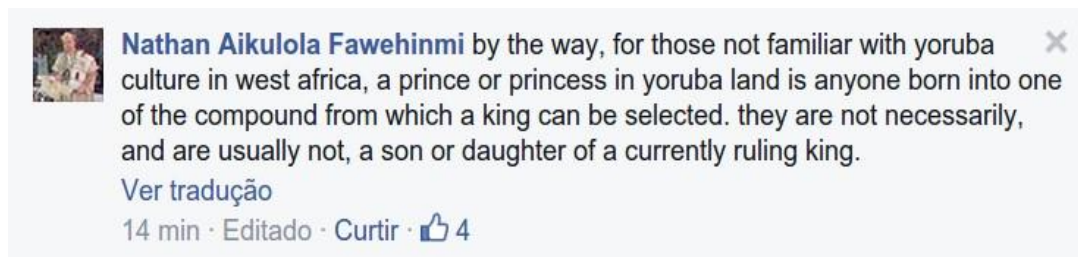 Nathan Aikulola Fawehinmi by the way, for those not familiar with yoruba
culture in west africa, a prince or princess in yoruba land is anyone born into one
of the compound from which a king can be selected. they are not necessarily,
and are usually not, a son or daughter of a currently ruling king.
Ver tradução
14 min · Editado · Curtir · 4